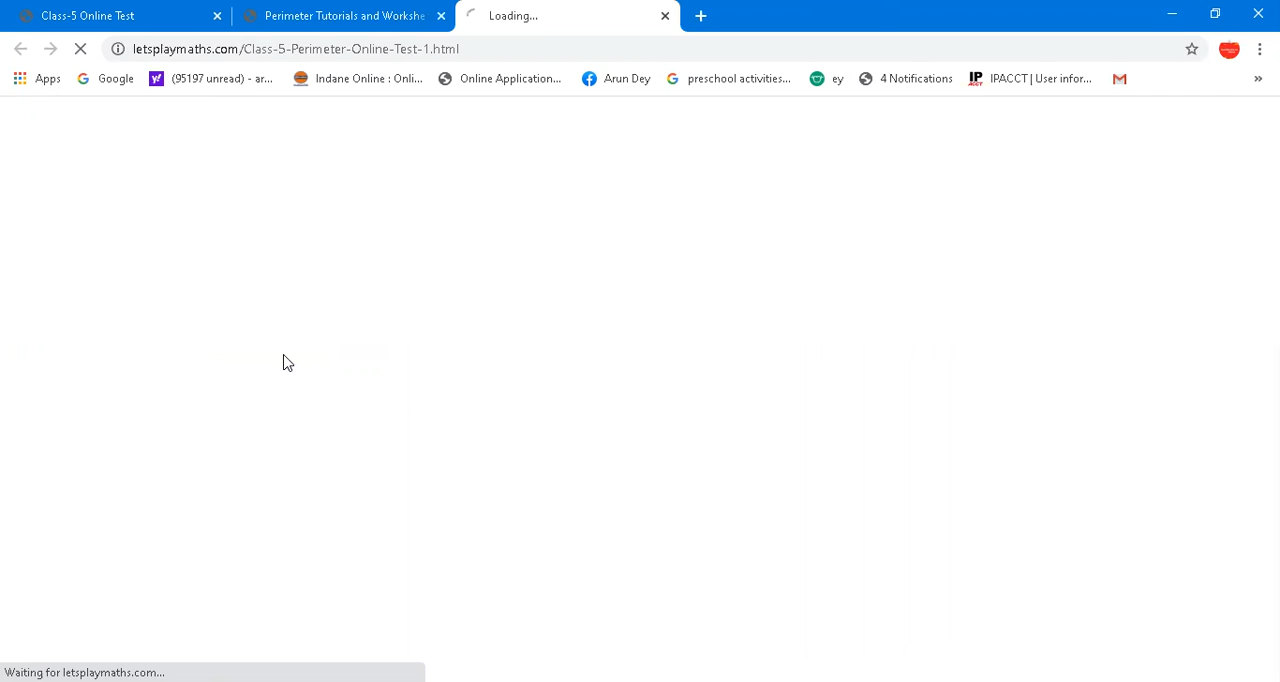 Class-5 Online Test
Perimeter Tutorials and Workshe
Loading...
letsplaymaths.com/Class-5-Perimeter-Online-Test-1.html
Apps Google (95197 unread) - ar... Indane Online : Onli... Online Application... Arun Dey preschool activities... ey 4 Notifications IP ACCT IPACCT | User infor... »
Waiting for letsplaymaths.com...